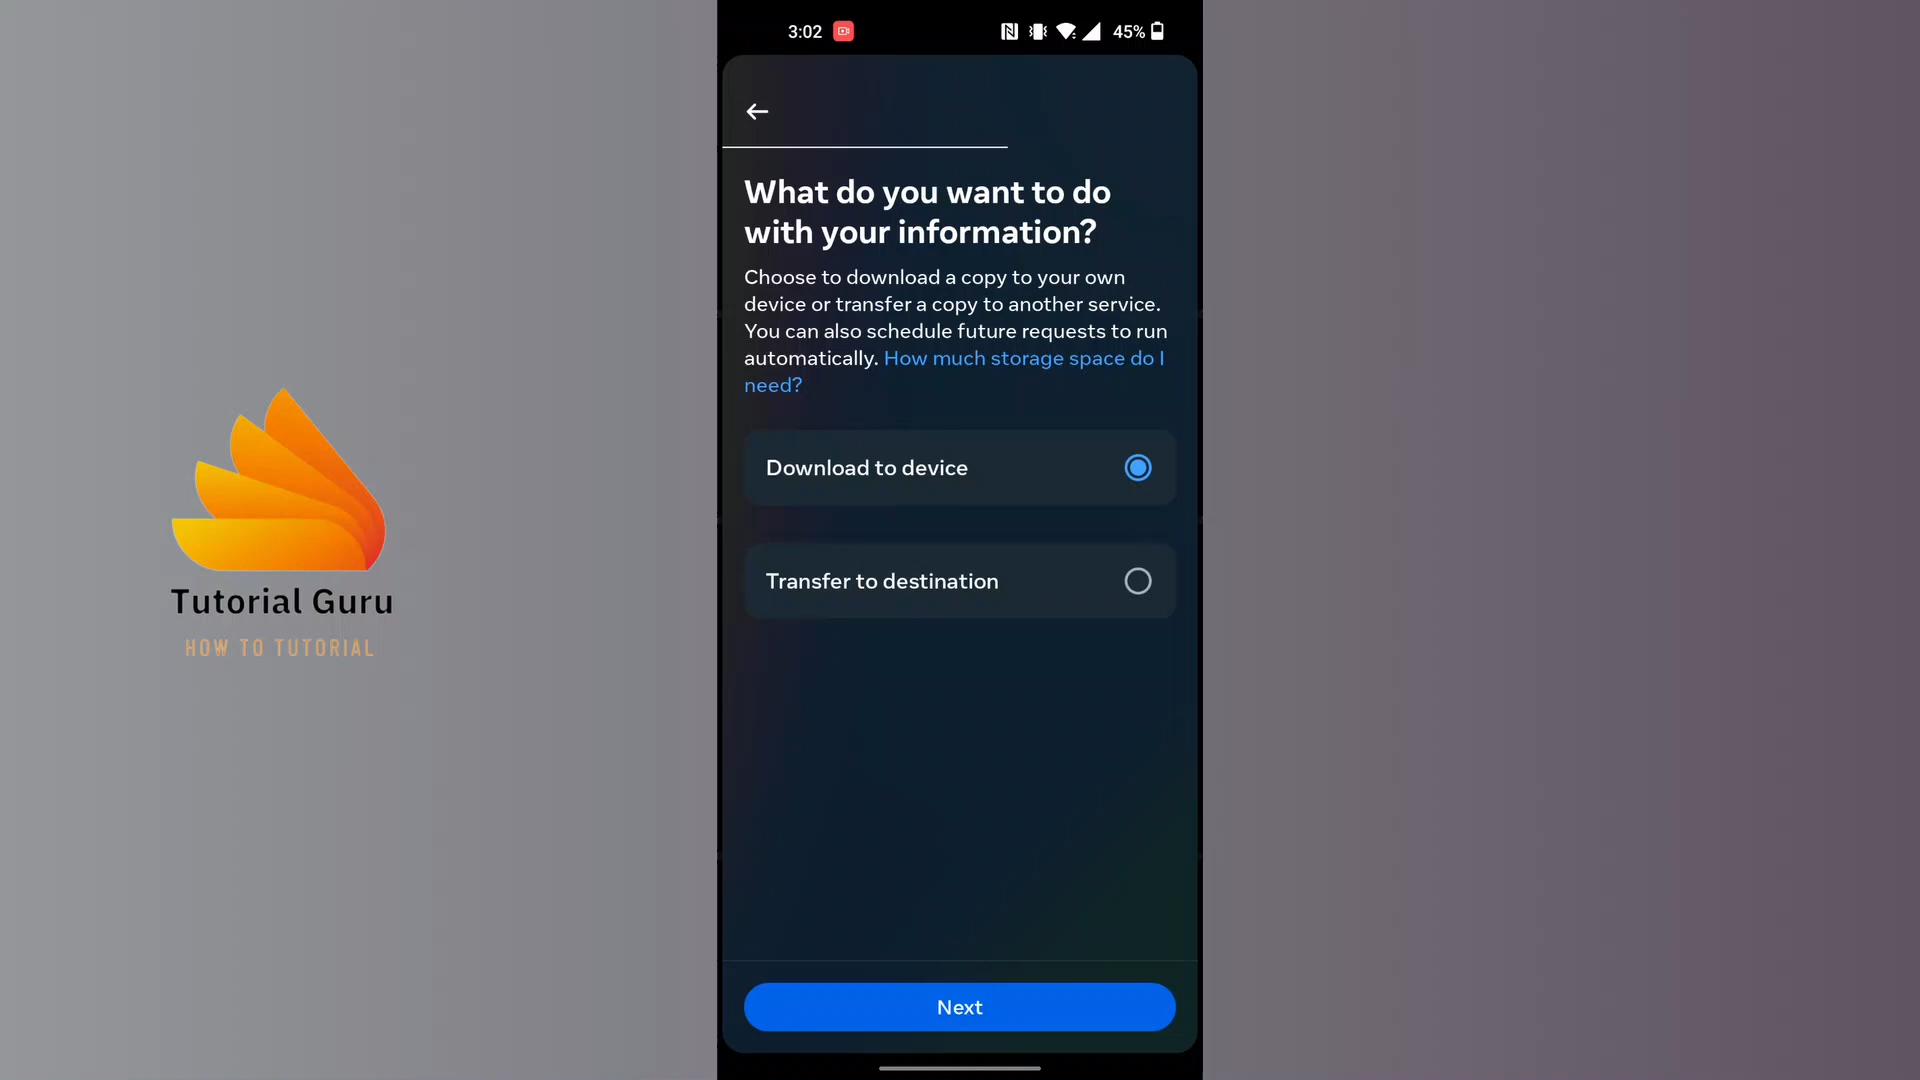 3:02
45%
What do you want to do
with your information?
Choose to download a copy to your own
device or transfer a copy to another service.
You can also schedule future requests to run
automatically. How much storage space do I
need?
Download to device
Transfer to destination
Next
Tutorial Guru
HOW TO TUTORIAL